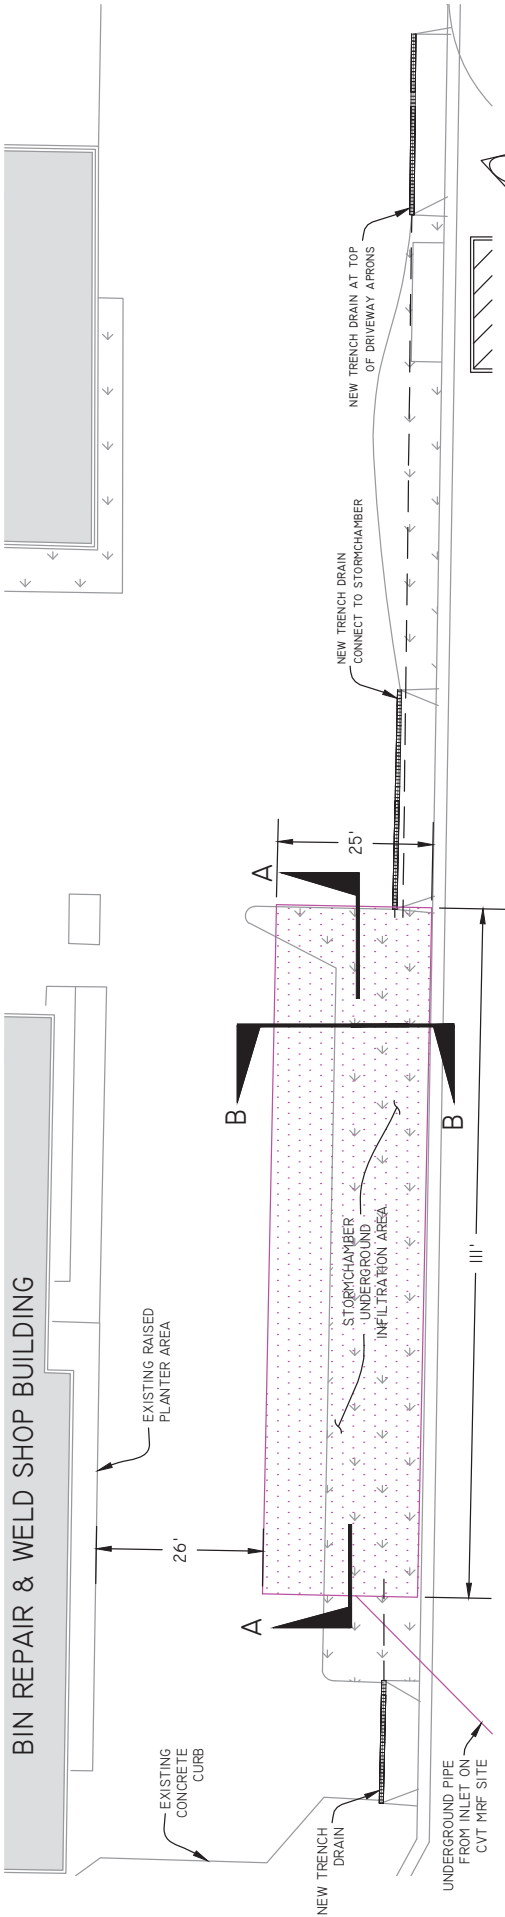 BIN REPAIR & WELD SHOP BUILDING
EXISTING
CONCRETE
CURB
EXISTING RAISED
PLANTER AREA
26'
NEW TRENCH
DRAIN
UNDERGROUND PIPE
FROM INLET ON
CVT MRF SITE
A
A
B
B
STORMCHAMBER
UNDERGROUND
INFILTRATION AREA
111'
25'
NEW TRENCH DRAIN
CONNECT TO STORMCHAMBER
NEW TRENCH DRAIN AT TOP
OF DRIVEWAY APRONS